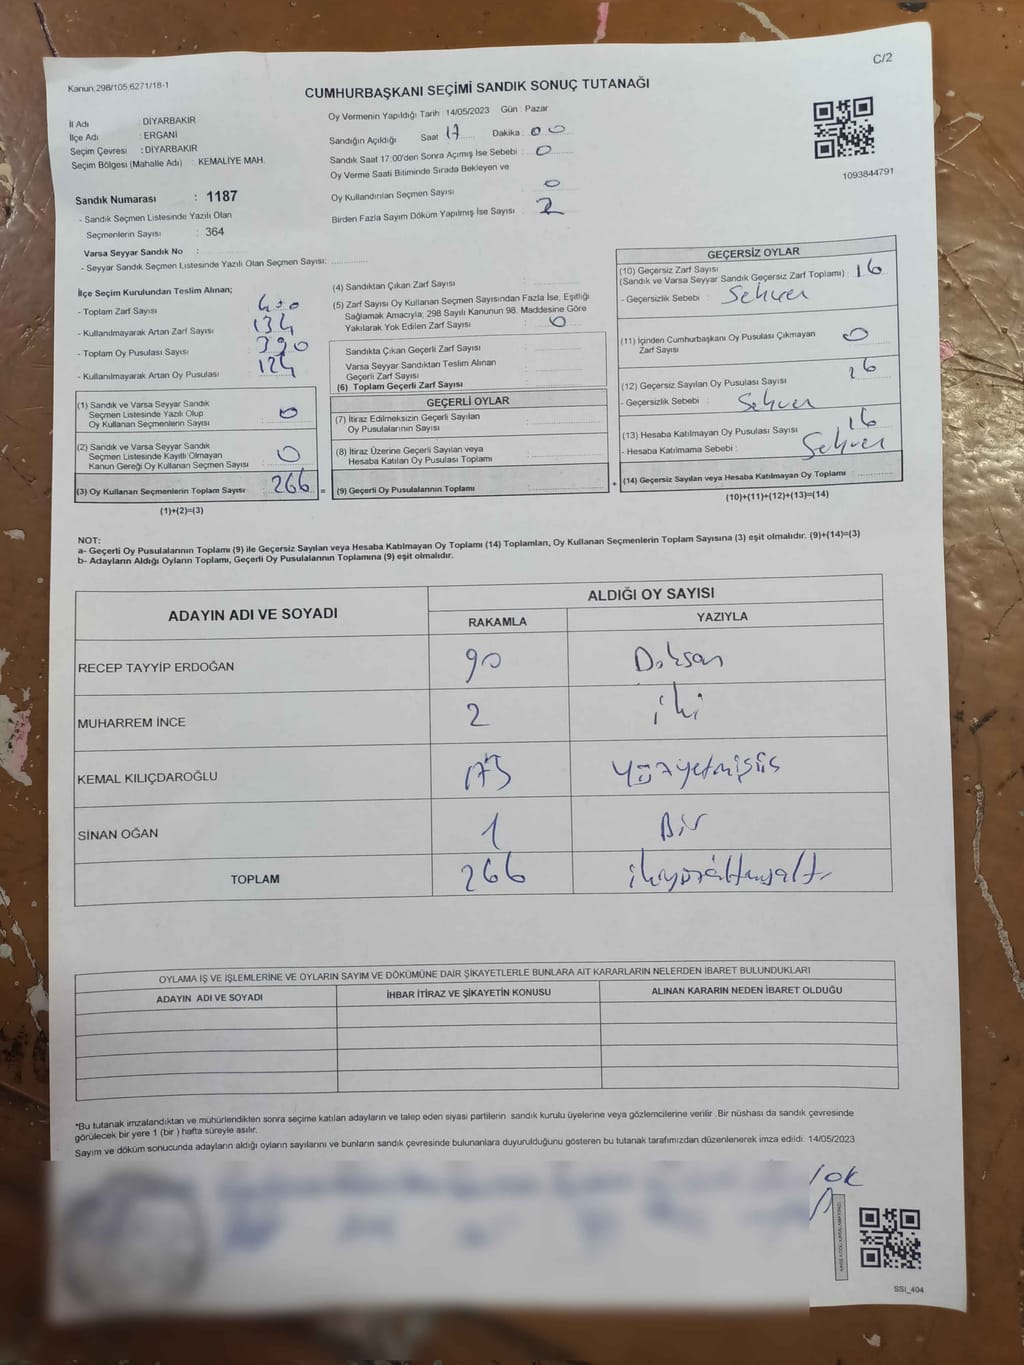 C/2
Kanun:298/105;6271/18-1
CUMHURBAŞKANI SEÇİMİ SANDIK SONUÇ TUTANAĞI
İl Adı : DİYARBAKIR
İlçe Adı : ERGANİ
Seçim Çevresi : DİYARBAKIR
Seçim Bölgesi (Mahalle Adı) : KEMALİYE MAH.
Sandık Numarası : 1187
- Sandık Seçmen Listesinde Yazılı Olan
Seçmenlerin Sayısı : 364
Varsa Seyyar Sandık No :
- Seyyar Sandık Seçmen Listesinde Yazılı Olan Seçmen Sayısı:
Oy Vermenin Yapıldığı Tarih : 14/05/2023 Gün : Pazar
Sandığın Açıldığı Saat 17 Dakika : 00
Sandık Saat 17:00'den Sonra Açımış İse Sebebi : 0
Oy Verme Saati Bitiminde Sırada Bekleyen ve
Oy Kullandırılan Seçmen Sayısı 0
Birden Fazla Sayım Döküm Yapılmış İse Sayısı : 2
1093844791
İlçe Seçim Kurulundan Teslim Alınan;
- Toplam Zarf Sayısı 400
- Kullanılmayarak Artan Zarf Sayısı 134
- Toplam Oy Pusulası Sayısı 390
- Kullanılmayarak Artan Oy Pusulası 124
(1) Sandık ve Varsa Seyyar Sandık
Seçmen Listesinde Yazılı Olup
Oy Kullanan Seçmenlerin Sayısı 0
(2) Sandık ve Varsa Seyyar Sandık
Seçmen Listesinde Kayıtlı Olmayan
Kanun Gereği Oy Kullanan Seçmen Sayısı 0
(3) Oy Kullanan Seçmenlerin Toplam Sayısı 266 =
(1)+(2)=(3)
(4) Sandıktan Çıkan Zarf Sayısı
(5) Zarf Sayısı Oy Kullanan Seçmen Sayısından Fazla İse, Eşitliği
Sağlamak Amacıyla; 298 Sayılı Kanunun 98. Maddesine Göre
Yakılarak Yok Edilen Zarf Sayısı : 0
Sandıkta Çıkan Geçerli Zarf Sayısı
Varsa Seyyar Sandıktan Teslim Alınan
Geçerli Zarf Sayısı
(6) Toplam Geçerli Zarf Sayısı
GEÇERLİ OYLAR
(7) İtiraz Edilmeksizin Geçerli Sayılan
Oy Pusulalarının Sayısı
(8) İtiraz Üzerine Geçerli Sayılan veya
Hesaba Katılan Oy Pusulası Toplamı
(9) Geçerli Oy Pusulalarının Toplamı +
GEÇERSİZ OYLAR
(10) Geçersiz Zarf Sayısı
(Sandık ve Varsa Seyyar Sandık Geçersiz Zarf Toplamı) : 16
- Geçersizlik Sebebi : Sehven
(11) İçinden Cumhurbaşkanı Oy Pusulası Çıkmayan
Zarf Sayısı 0
(12) Geçersiz Sayılan Oy Pusulası Sayısı 16
- Geçersizlik Sebebi : Sehven
(13) Hesaba Katılmayan Oy Pusulası Sayısı 16
- Hesaba Katılmama Sebebi : Sehven
(14) Geçersiz Sayılan veya Hesaba Katılmayan Oy Toplamı
(10)+(11)+(12)+(13)=(14)
NOT:
a- Geçerli Oy Pusulalarının Toplamı (9) ile Geçersiz Sayılan veya Hesaba Katılmayan Oy Toplamı (14) Toplamları, Oy Kullanan Seçmenlerin Toplam Sayısına (3) eşit olmalıdır. (9)+(14)=(3)
b- Adayların Aldığı Oyların Toplamı, Geçerli Oy Pusulalarının Toplamına (9) eşit olmalıdır.
ADAYIN ADI VE SOYADI
ALDIĞI OY SAYISI
RAKAMLA YAZIYLA
RECEP TAYYİP ERDOĞAN 90 Doksan
MUHARREM İNCE 2 iki
KEMAL KILIÇDAROĞLU 173 Yüzyetmişüç
SİNAN OĞAN 1 Bir
TOPLAM 266 ikiyüzaltmışaltı
OYLAMA İŞ VE İŞLEMLERİNE VE OYLARIN SAYIM VE DÖKÜMÜNE DAİR ŞİKAYETLERLE BUNLARA AİT KARARLARIN NELERDEN İBARET BULUNDUKLARI
ADAYIN ADI VE SOYADI İHBAR İTİRAZ VE ŞİKAYETİN KONUSU ALINAN KARARIN NEDEN İBARET OLDUĞU
*Bu tutanak imzalandıktan ve mühürlendikten sonra seçime katılan adayların ve talep eden siyasi partilerin sandık kurulu üyelerine veya gözlemcilerine verilir .Bir nüshası da sandık çevresinde
görülecek bir yere 1 (bir ) hafta süreyle asılır.
Sayım ve döküm sonucunda adayların aldığı oyların sayılarını ve bunların sandık çevresinde bulunanlara duyurulduğunu gösteren bu tutanak tarafımızdan düzenlenerek imza edildi. 14/05/2023
SSI_404